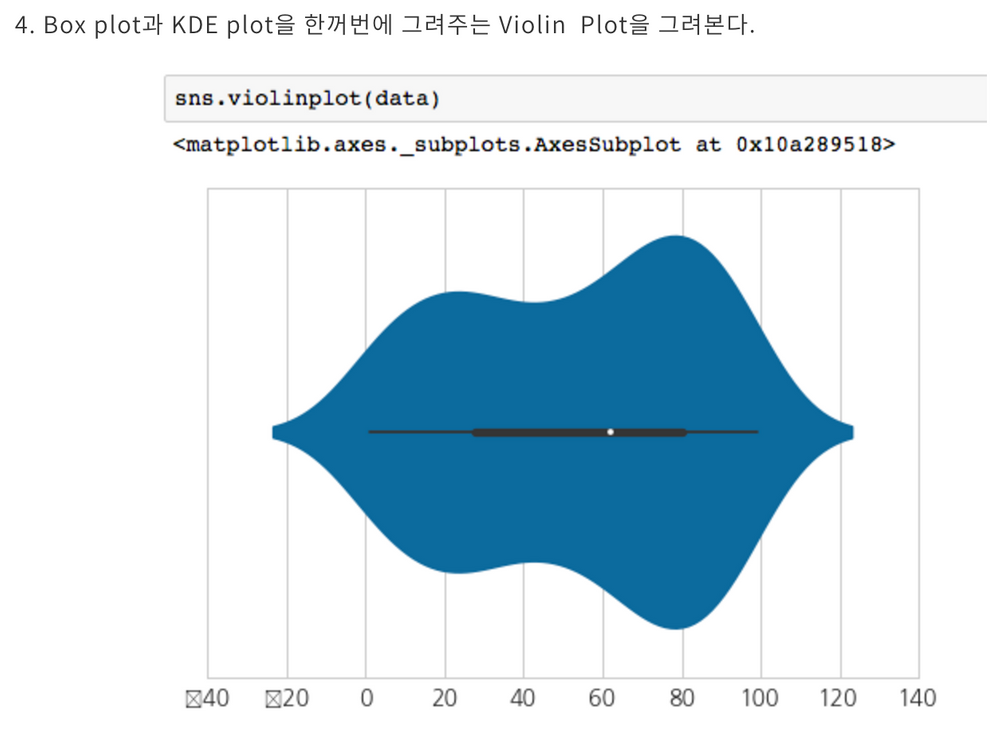 4. Box plot과 KDE plot을 한꺼번에 그려주는 Violin Plot을 그려본다.
sns.violinplot(data)
<matplotlib.axes._subplots.AxesSubplot at 0x10a289518>
☒40 ☒20 0 20 40 60 80 100 120 140